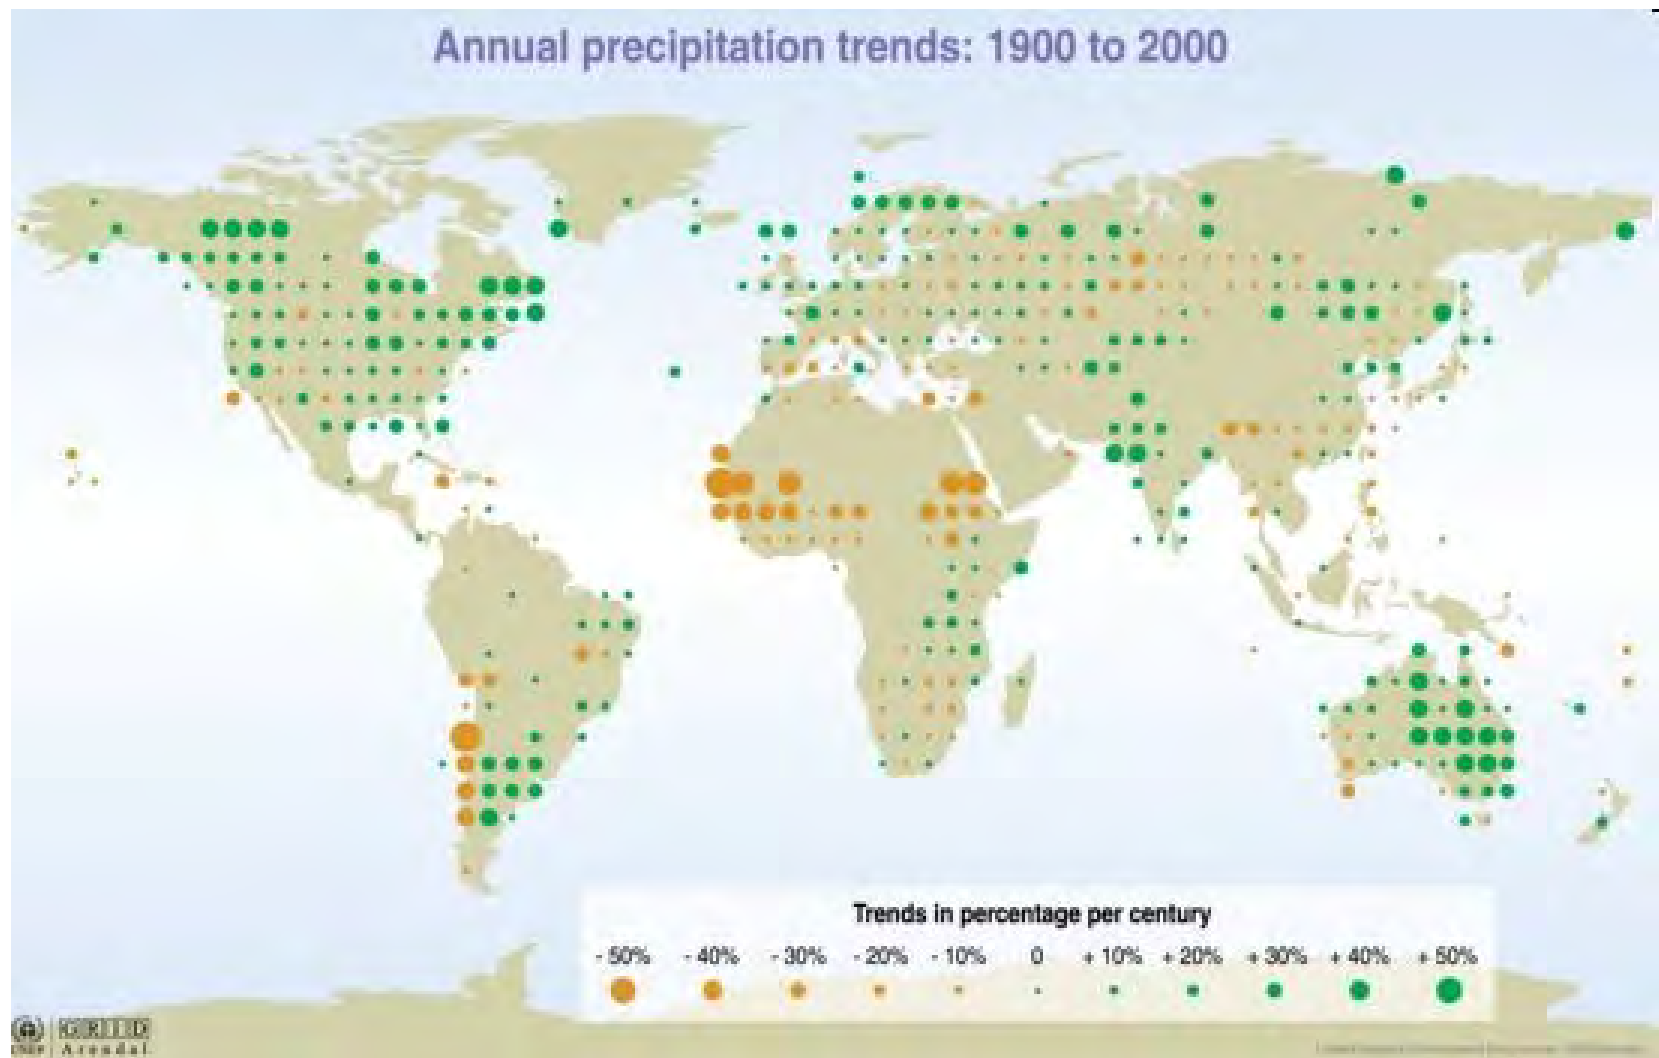 Annual precipitation trends: 1900 to 2000
Trends in percentage per century
- 50% - 40% - 30% - 20% - 10% 0 + 10% + 20% + 30% + 40% + 50%
UNEP
GRID
Arendal